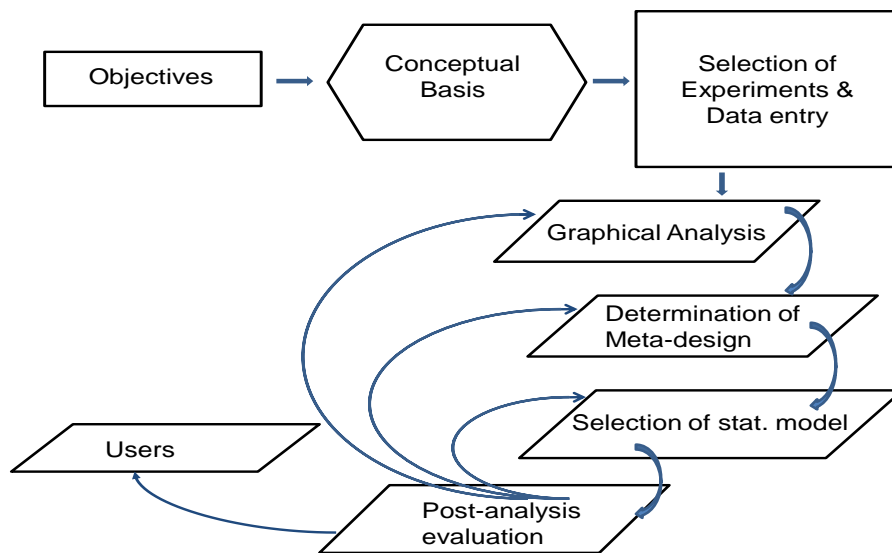 Objectives
Conceptual
Basis
Selection of
Experiments &
Data entry
Graphical Analysis
Determination of
Meta-design
Selection of stat. model
Users
Post-analysis
evaluation